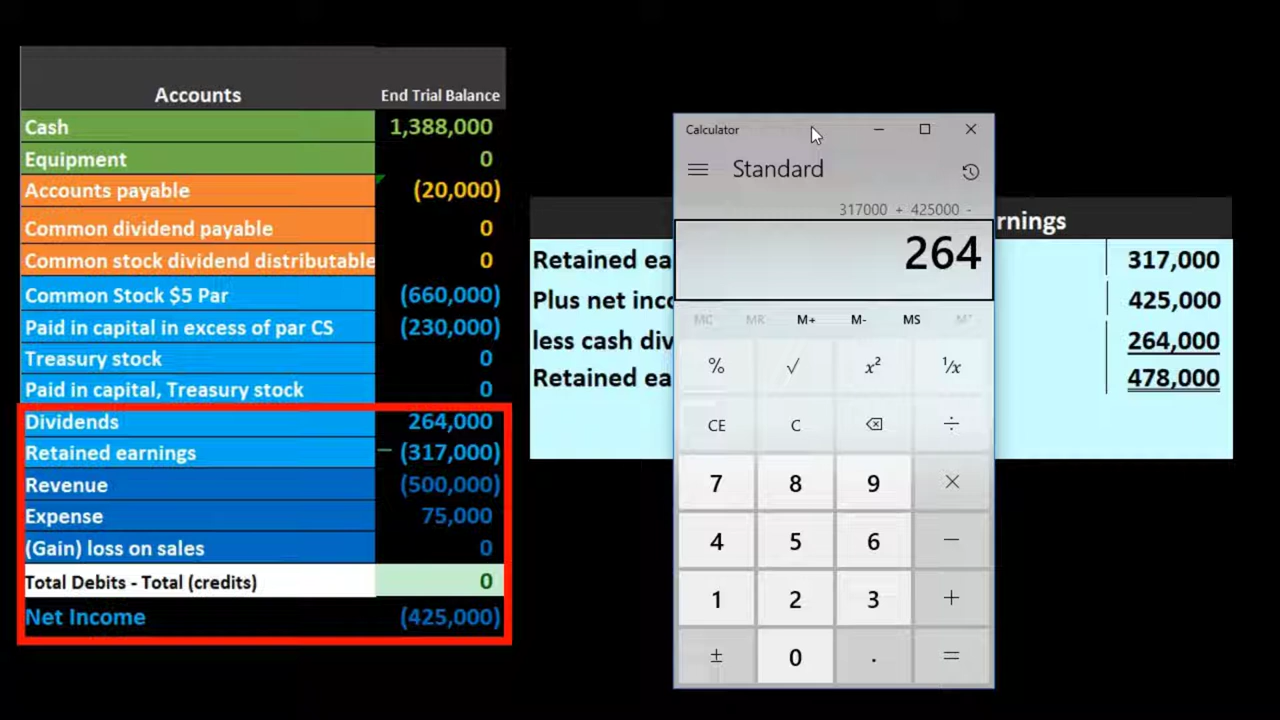 Accounts End Trial Balance
Cash 1,388,000
Equipment 0
Accounts payable (20,000)
Common dividend payable 0
Common stock dividend distributable 0
Common Stock $5 Par (660,000)
Paid in capital in excess of par CS (230,000)
Treasury stock 0
Paid in capital, Treasury stock 0
Dividends 264,000
Retained earnings (317,000)
Revenue (500,000)
Expense 75,000
(Gain) loss on sales 0
Total Debits - Total (credits) 0
Net Income (425,000)
rnings
Retained ea 317,000
Plus net inco 425,000
less cash div 264,000
Retained ea 478,000
Calculator
Standard
317000 + 425000 -
264
MC MR M+ M- MS M˅
% √ x² ¹/x
CE C ⌫ ÷
7 8 9 ×
4 5 6 −
1 2 3 +
± 0 . =